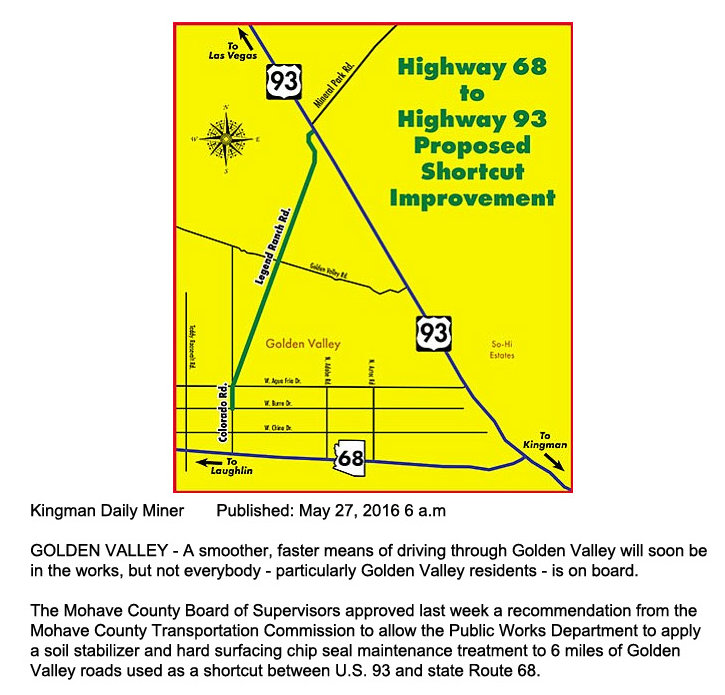 To
Las Vegas
93
Mineral Park Rd.
Highway 68
to
Highway 93
Proposed
Shortcut
Improvement
N
W
E
S
Legend Ranch Rd.
Golden Valley Rd
93
Golden Valley
So-Hi
Estates
Teddy Roosevelt Rd.
W. Agua Fria Dr.
N. Adobe Rd
N. Aztec Rd
Colorado Rd.
W. Burro Dr.
W. Chino Dr.
To
Kingman
68
To
Laughlin
Kingman Daily Miner Published: May 27, 2016 6 a.m
GOLDEN VALLEY - A smoother, faster means of driving through Golden Valley will soon be
in the works, but not everybody - particularly Golden Valley residents - is on board.
The Mohave County Board of Supervisors approved last week a recommendation from the
Mohave County Transportation Commission to allow the Public Works Department to apply
a soil stabilizer and hard surfacing chip seal maintenance treatment to 6 miles of Golden
Valley roads used as a shortcut between U.S. 93 and state Route 68.